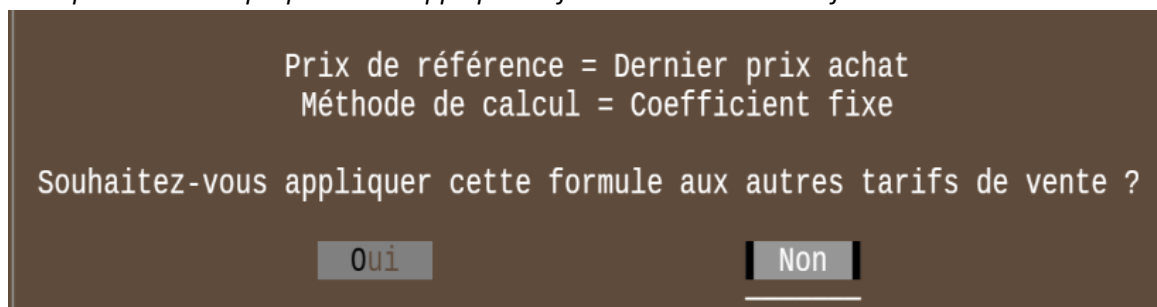 Prix de référence = Dernier prix achat
Méthode de calcul = Coefficient fixe
Souhaitez-vous appliquer cette formule aux autres tarifs de vente ?
Oui Non